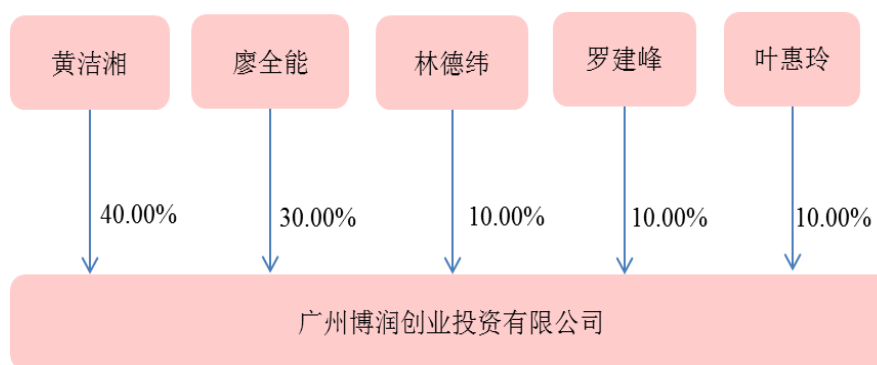 黄洁湘
廖全能
林德纬
罗建峰
叶惠玲
40.00%
30.00%
10.00%
10.00%
10.00%
广州博润创业投资有限公司